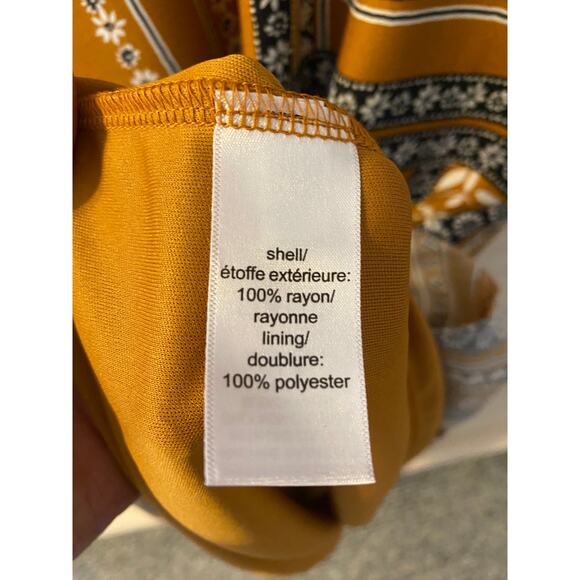 shell/
étoffe extérieure:
100% rayon/
rayonne
lining/
doublure:
100% polyester